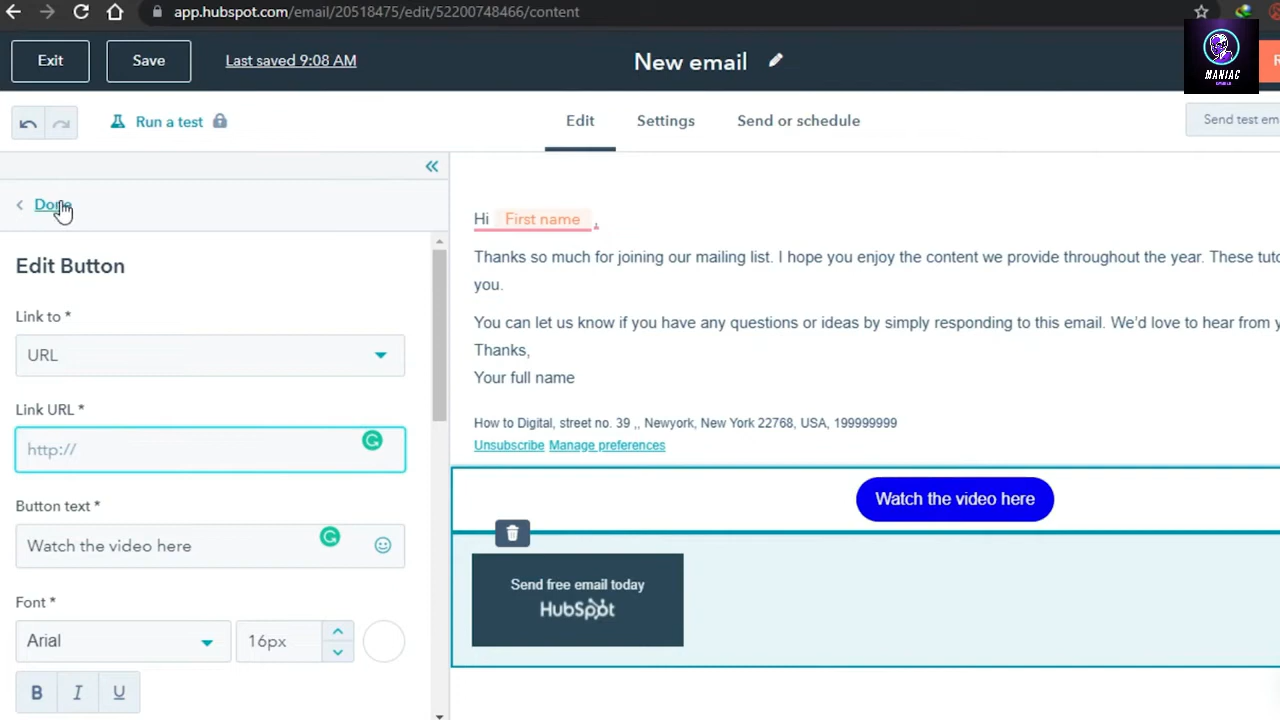 app.hubspot.com/email/20518475/edit/52200748466/content
Exit
Save
Last saved 9:08 AM
New email
MANIAC
Run a test
Edit
Settings
Send or schedule
Send test em
Done
Edit Button
Link to *
URL
Link URL *
http://
Button text *
Watch the video here
Font *
Arial
16px
B I U
Hi First name ,
Thanks so much for joining our mailing list. I hope you enjoy the content we provide throughout the year. These tuto
you.
You can let us know if you have any questions or ideas by simply responding to this email. We'd love to hear from y
Thanks,
Your full name
How to Digital, street no. 39 ,, Newyork, New York 22768, USA, 199999999
Unsubscribe Manage preferences
Watch the video here
Send free email today
HubSpot